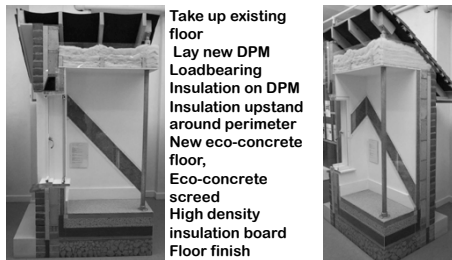 Take up existing
floor
Lay new DPM
Loadbearing
Insulation on DPM
Insulation upstand
around perimeter
New eco-concrete
floor,
Eco-concrete
screed
High density
insulation board
Floor finish